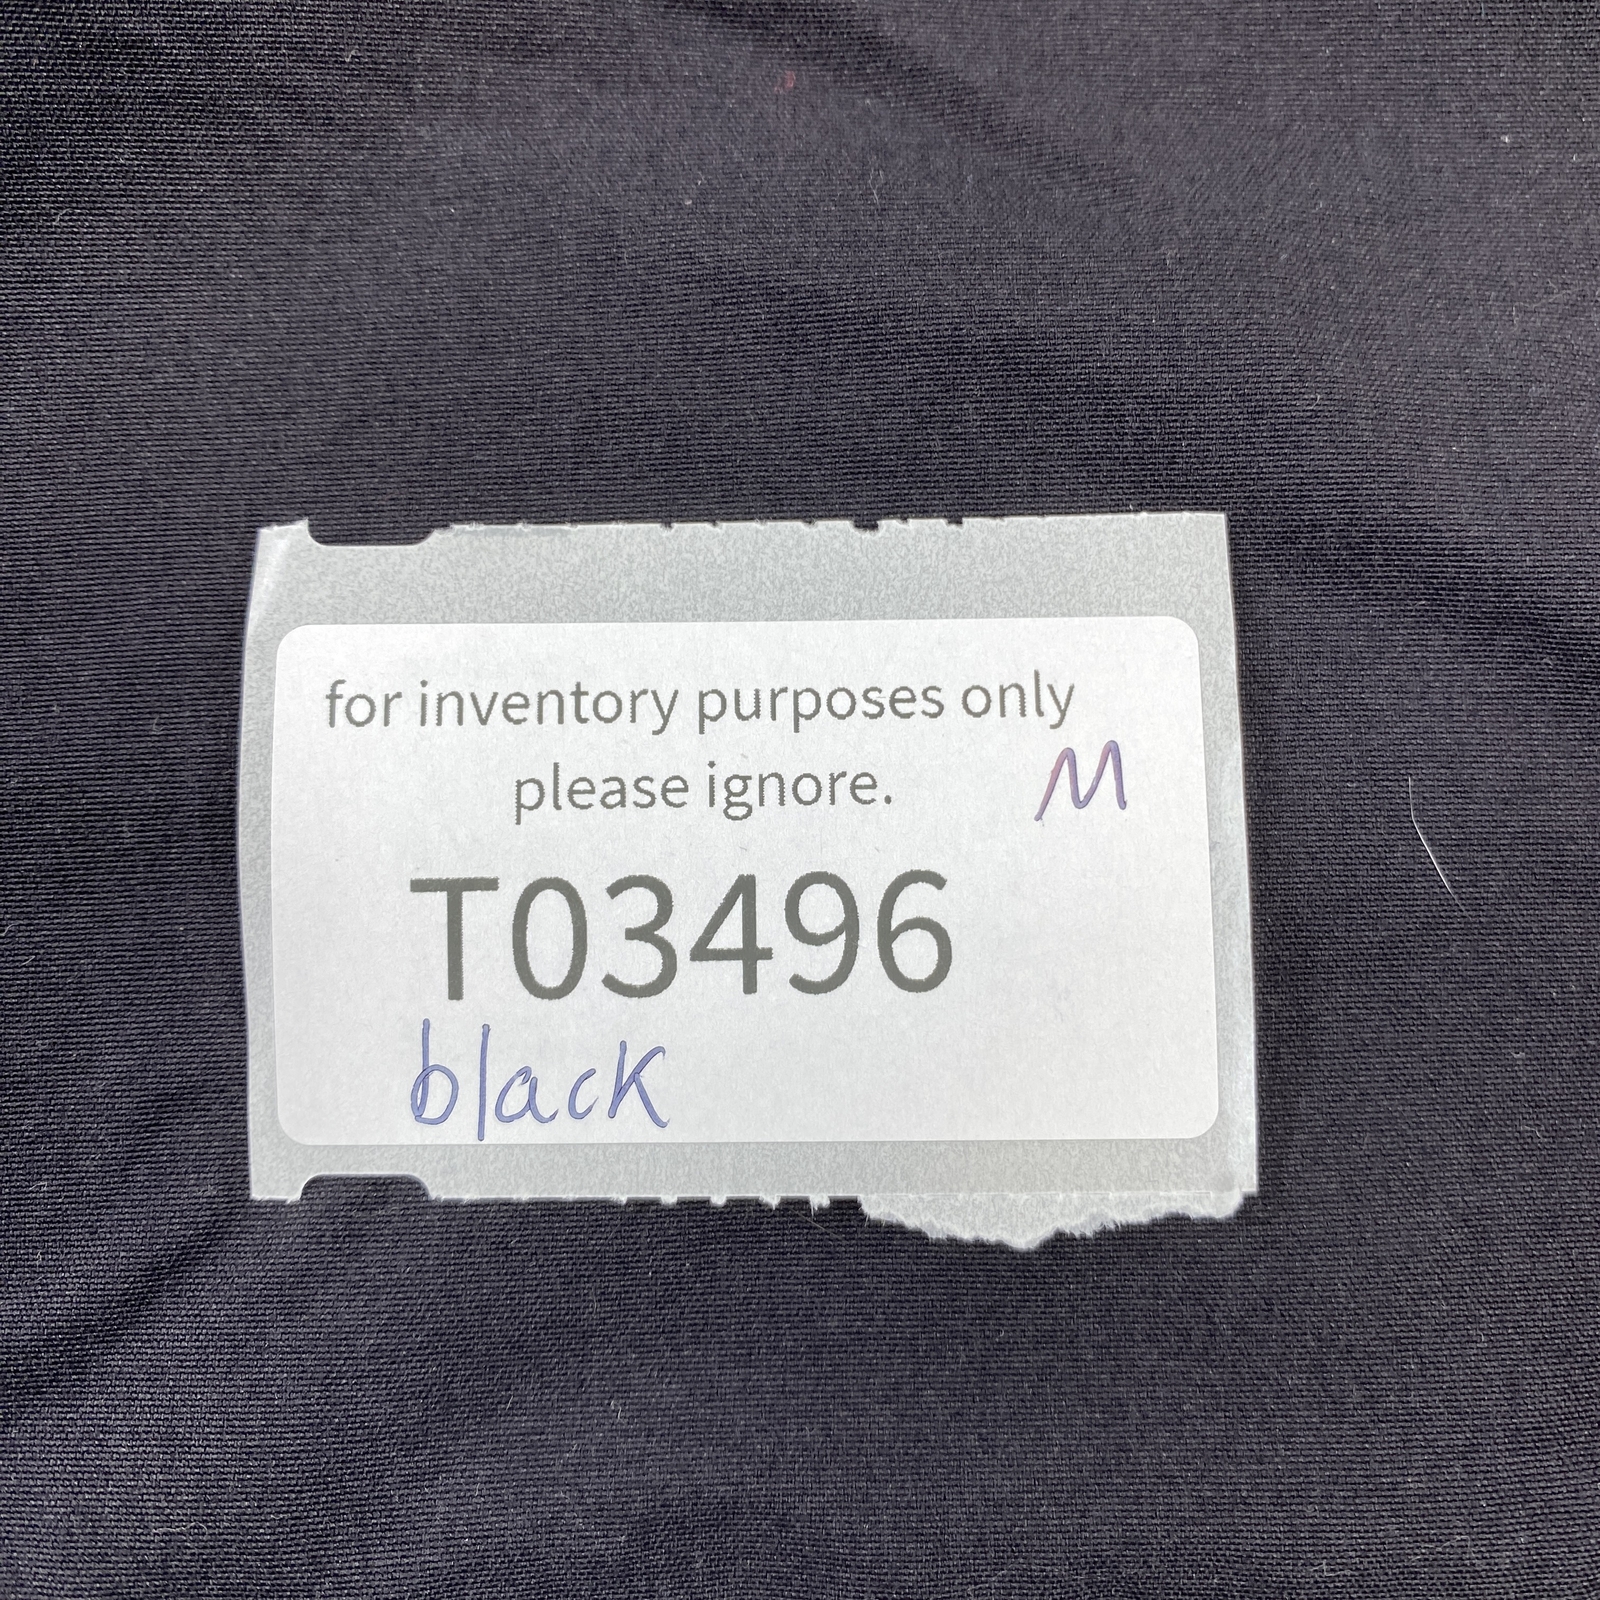 for inventory purposes only
please ignore.
M
T03496
black